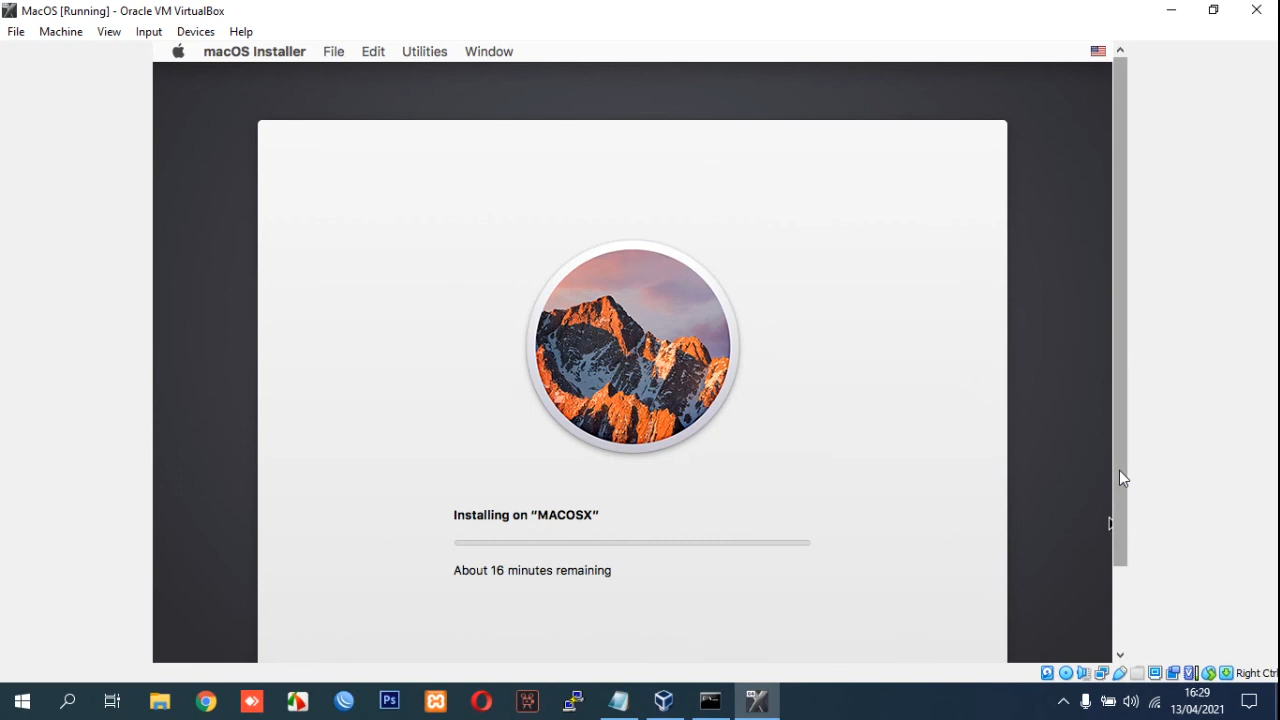 MacOS [Running] - Oracle VM VirtualBox
File Machine View Input Devices Help
macOS Installer File Edit Utilities Window
Installing on “MACOSX”
About 16 minutes remaining
Right Ctrl
Ps
16:29
13/04/2021